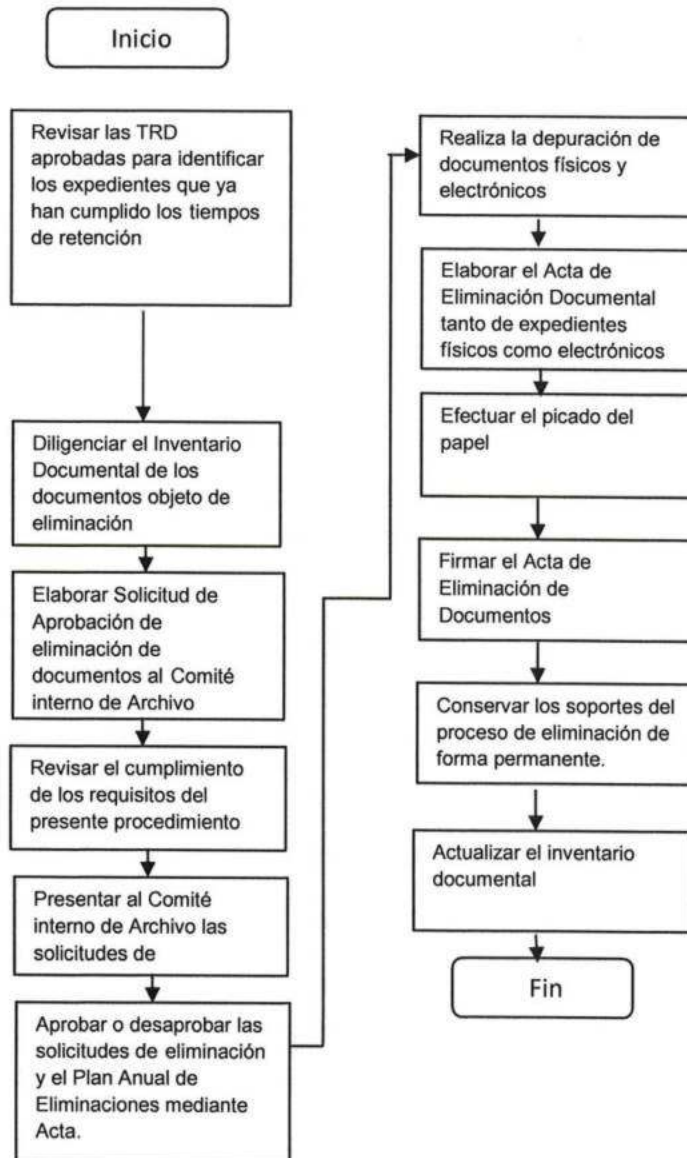 Inicio
Revisar las TRD
aprobadas para identificar
los expedientes que ya
han cumplido los tiempos
de retención
Diligenciar el Inventario
Documental de los
documentos objeto de
eliminación
Elaborar Solicitud de
Aprobación de
eliminación de
documentos al Comité
interno de Archivo
Revisar el cumplimiento
de los requisitos del
presente procedimiento
Presentar al Comité
interno de Archivo las
solicitudes de
Aprobar o desaprobar las
solicitudes de eliminación
y el Plan Anual de
Eliminaciones mediante
Acta.
Realiza la depuración de
documentos físicos y
electrónicos
Elaborar el Acta de
Eliminación Documental
tanto de expedientes
físicos como electrónicos
Efectuar el picado del
papel
Firmar el Acta de
Eliminación de
Documentos
Conservar los soportes del
proceso de eliminación de
forma permanente.
Actualizar el inventario
documental
Fin